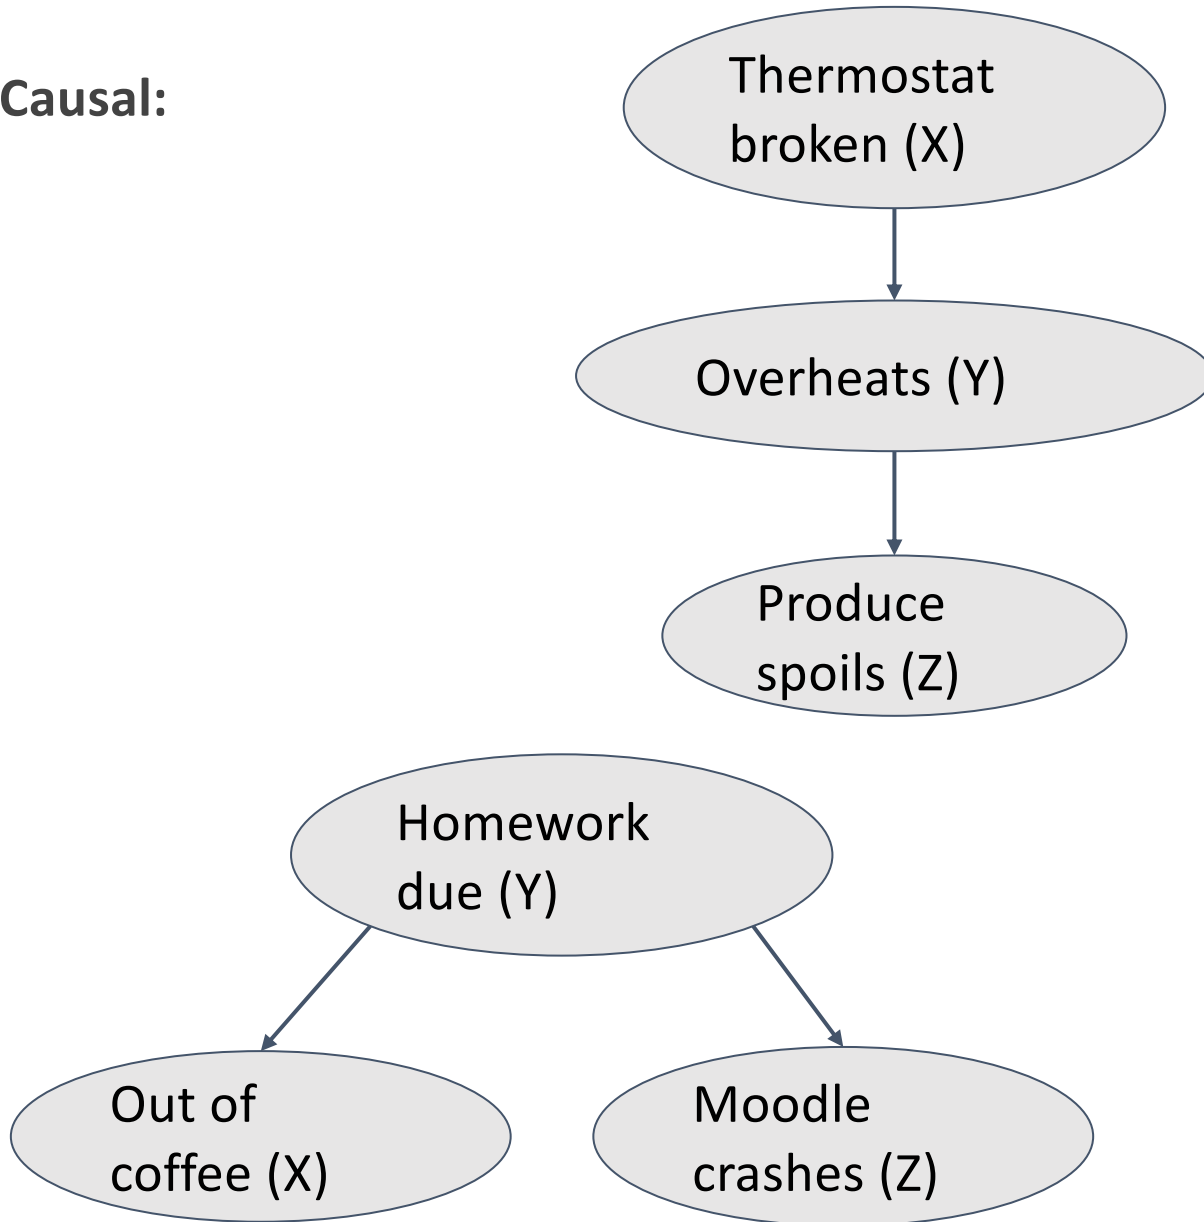 Causal:
Thermostat
broken (X)
Overheats (Y)
Produce
spoils (Z)
Homework
due (Y)
Out of
coffee (X)
Moodle
crashes (Z)